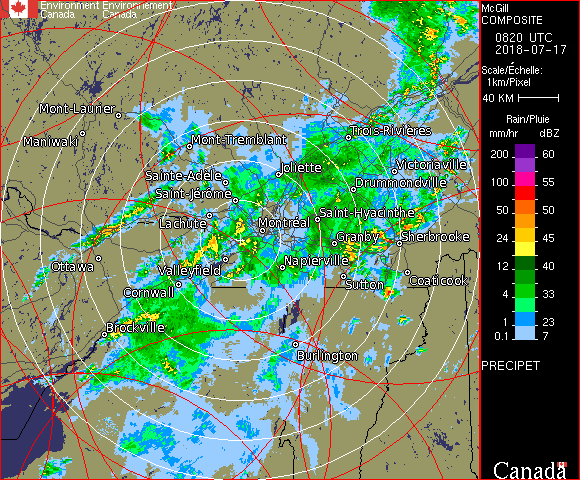 Environment Environnement
Canada Canada
McGill
COMPOSITE
0820 UTC
2018-07-17
Scale/Échelle:
1km/Pixel
40 KM
Rain/Pluie
mm/hr dBZ
200 60
100 55
50 50
24 45
12 40
4 33
1 23
0.1 7
PRECIPET
Canada
Mont-Laurier
Maniwaki
Mont-Tremblant
Trois-Rivières
Sainte-Adèle
Joliette
Victoriaville
Saint-Jérôme
Drummondville
Lachute
Montréal
Saint-Hyacinthe
Granby
Sherbrooke
Ottawa
Valleyfield
Napierville
Cornwall
Sutton
Coaticook
Brockville
Burlington